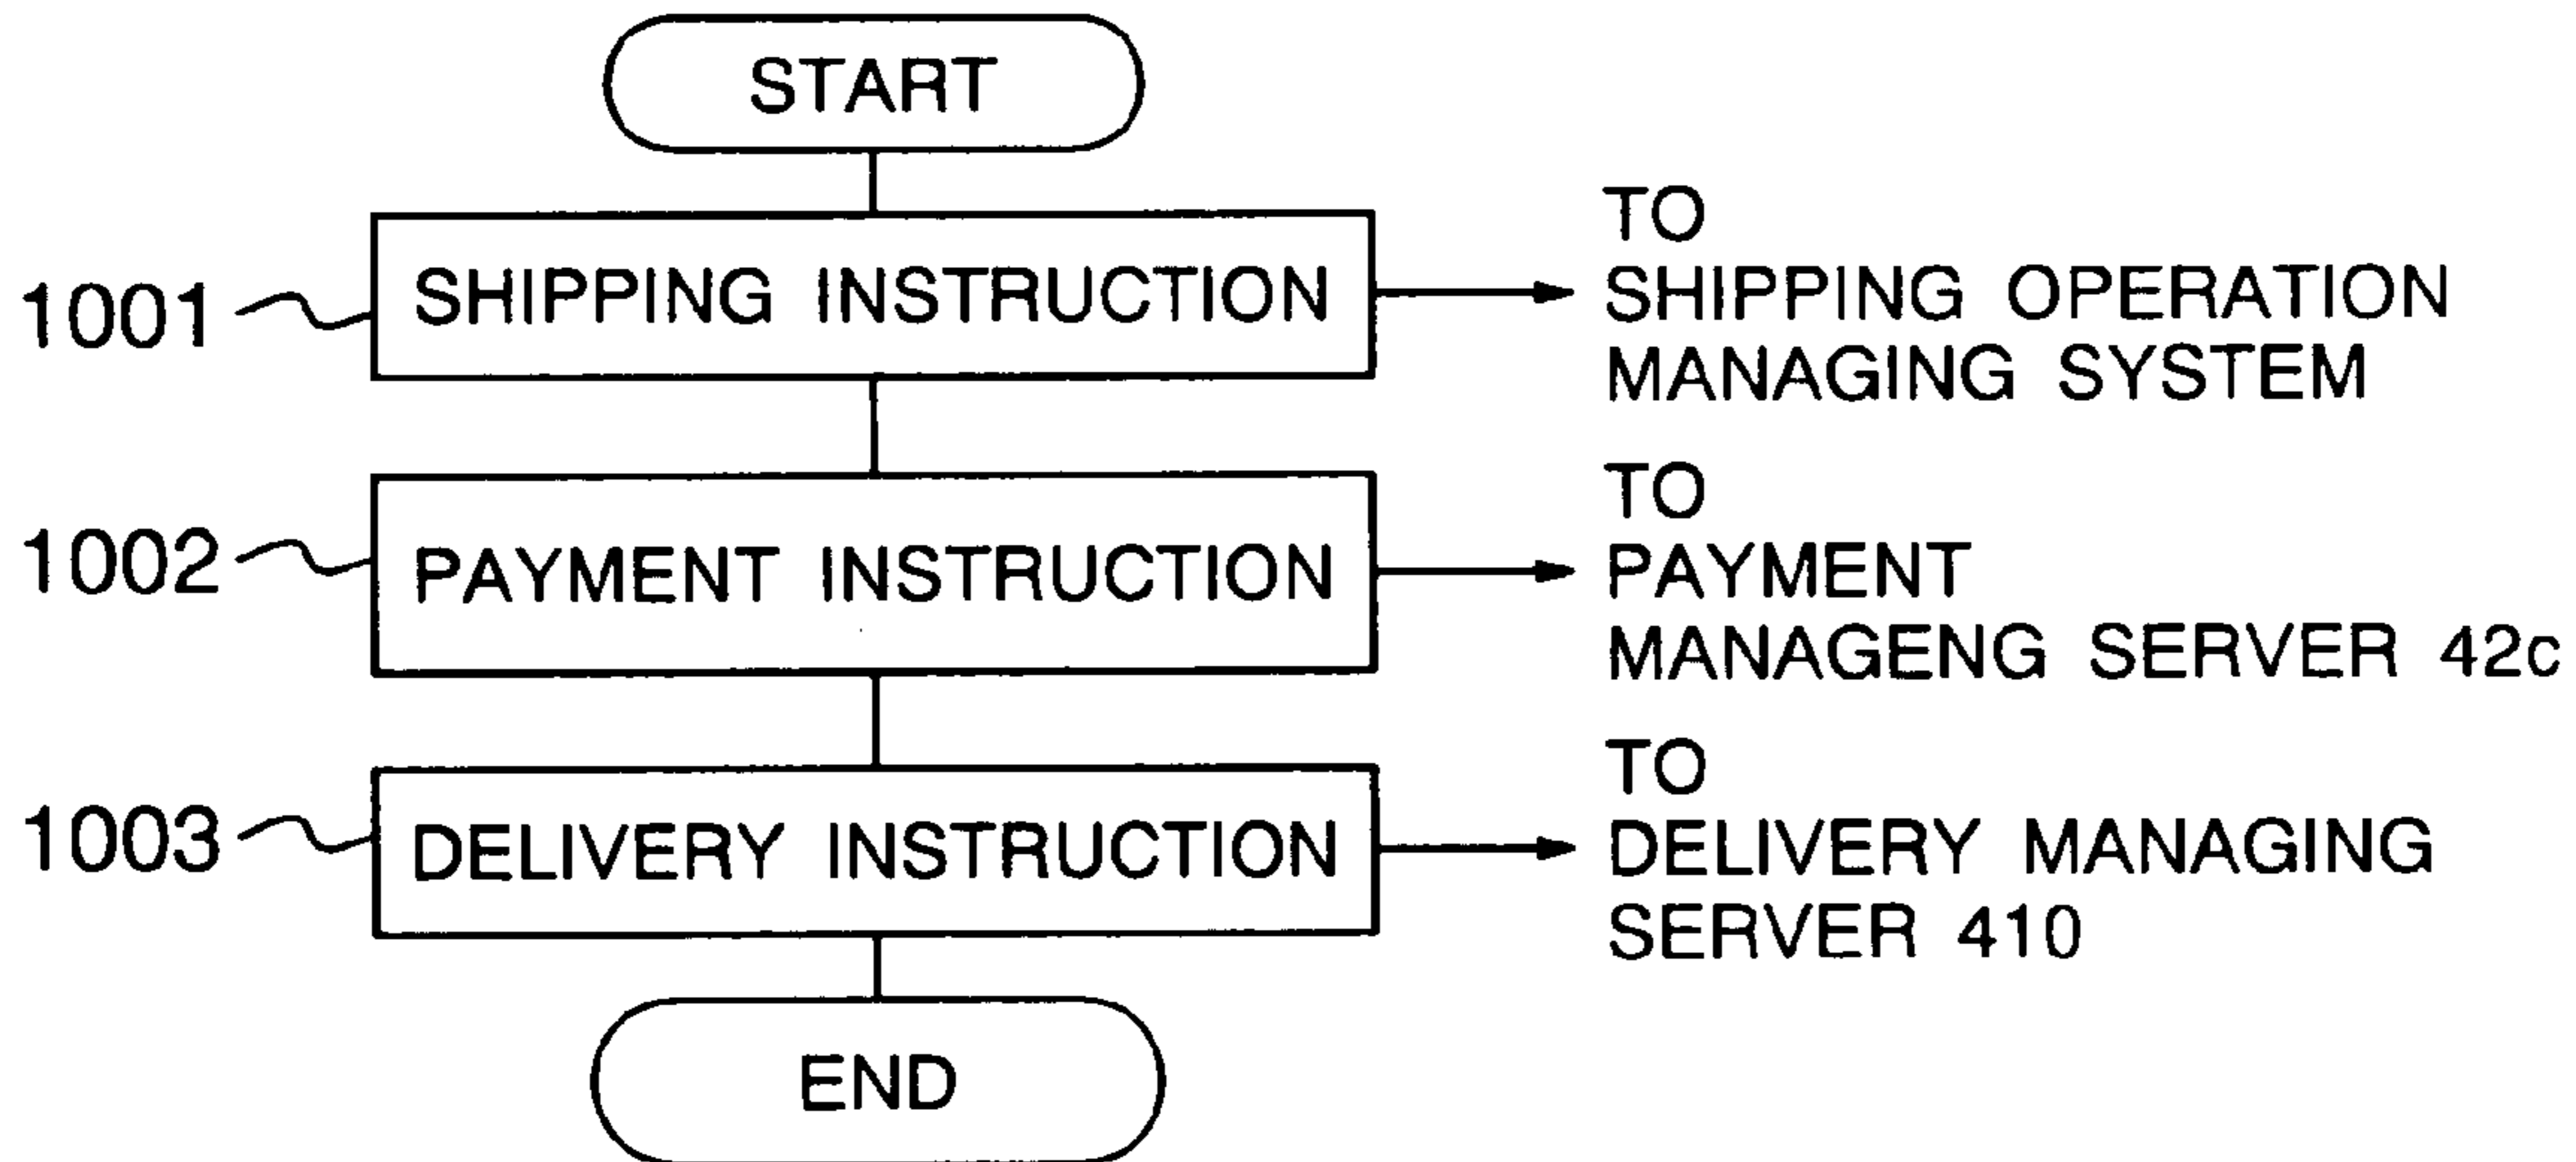 START
1001
SHIPPING INSTRUCTION
TO
SHIPPING OPERATION
MANAGING SYSTEM
1002
PAYMENT INSTRUCTION
TO
PAYMENT
MANAGENG SERVER 42c
1003
DELIVERY INSTRUCTION
TO
DELIVERY MANAGING
SERVER 410
END